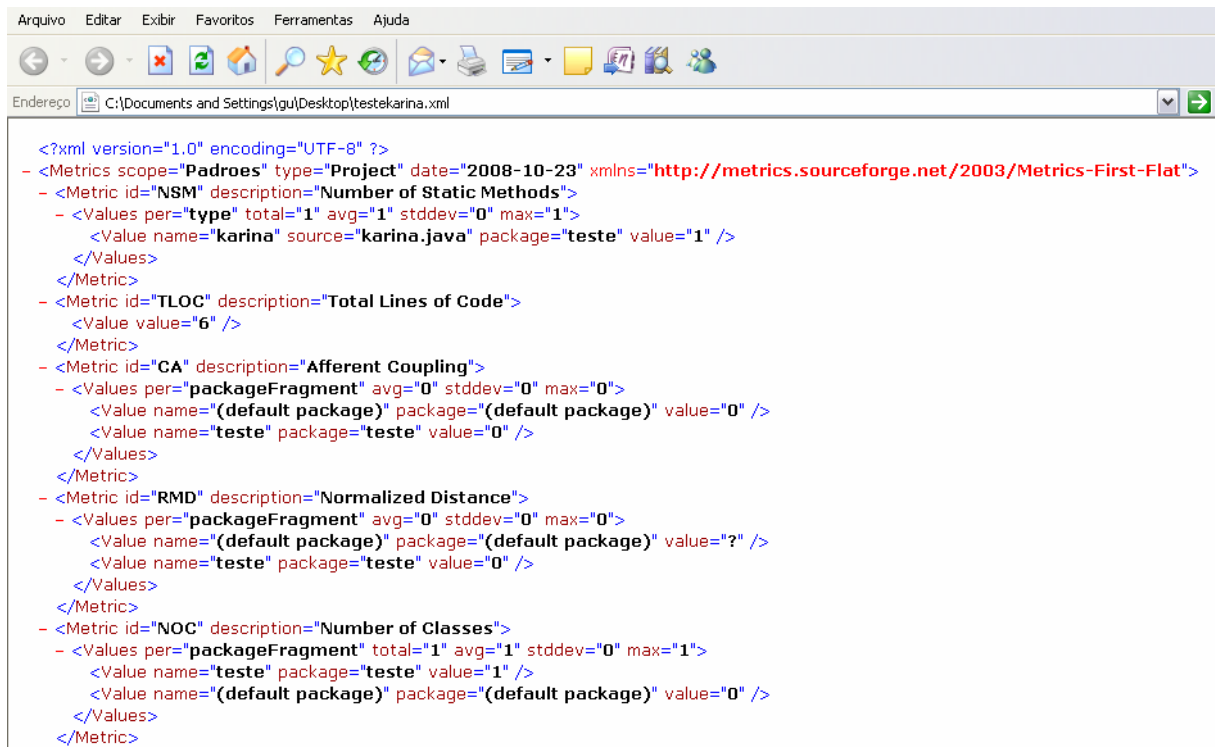 Arquivo Editar Exibir Favoritos Ferramentas Ajuda
Endereço C:\Documents and Settings\gu\Desktop\testekarina.xml
<?xml version="1.0" encoding="UTF-8" ?>
- <Metrics scope="Padroes" type="Project" date="2008-10-23" xmlns="http://metrics.sourceforge.net/2003/Metrics-First-Flat">
- <Metric id="NSM" description="Number of Static Methods">
- <Values per="type" total="1" avg="1" stddev="0" max="1">
<Value name="karina" source="karina.java" package="teste" value="1" />
</Values>
</Metric>
- <Metric id="TLOC" description="Total Lines of Code">
<Value value="6" />
</Metric>
- <Metric id="CA" description="Afferent Coupling">
- <Values per="packageFragment" avg="0" stddev="0" max="0">
<Value name="(default package)" package="(default package)" value="0" />
<Value name="teste" package="teste" value="0" />
</Values>
</Metric>
- <Metric id="RMD" description="Normalized Distance">
- <Values per="packageFragment" avg="0" stddev="0" max="0">
<Value name="(default package)" package="(default package)" value="?" />
<Value name="teste" package="teste" value="0" />
</Values>
</Metric>
- <Metric id="NOC" description="Number of Classes">
- <Values per="packageFragment" total="1" avg="1" stddev="0" max="1">
<Value name="teste" package="teste" value="1" />
<Value name="(default package)" package="(default package)" value="0" />
</Values>
</Metric>